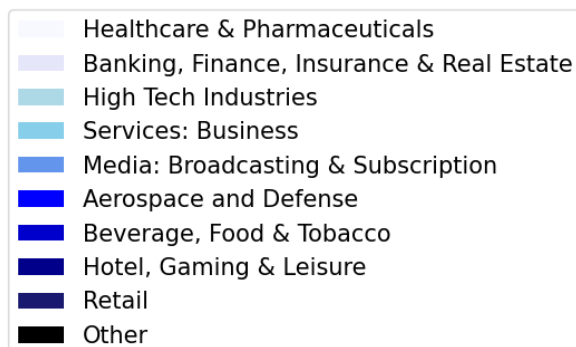 Healthcare & Pharmaceuticals
Banking, Finance, Insurance & Real Estate
High Tech Industries
Services: Business
Media: Broadcasting & Subscription
Aerospace and Defense
Beverage, Food & Tobacco
Hotel, Gaming & Leisure
Retail
Other